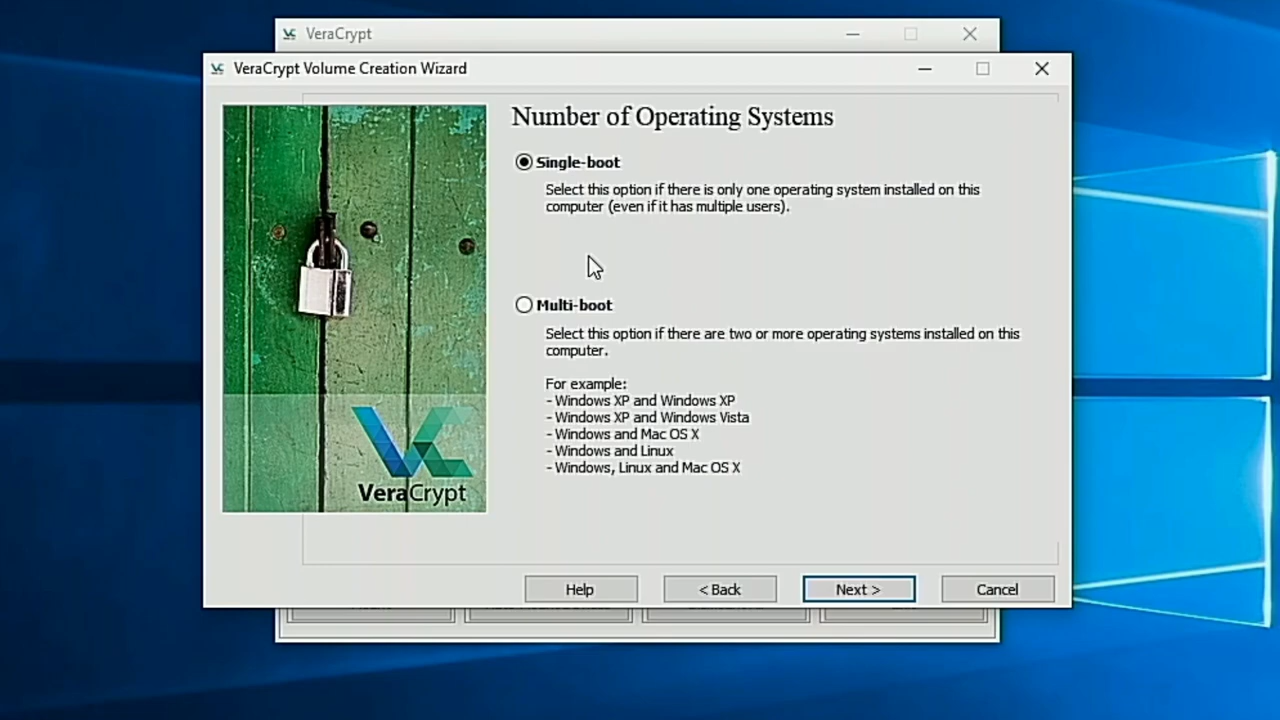 VeraCrypt
VeraCrypt Volume Creation Wizard
Number of Operating Systems
Single-boot
Select this option if there is only one operating system installed on this
computer (even if it has multiple users).
Multi-boot
Select this option if there are two or more operating systems installed on this
computer.
For example:
- Windows XP and Windows XP
- Windows XP and Windows Vista
- Windows and Mac OS X
- Windows and Linux
- Windows, Linux and Mac OS X
VeraCrypt
Help
< Back
Next >
Cancel